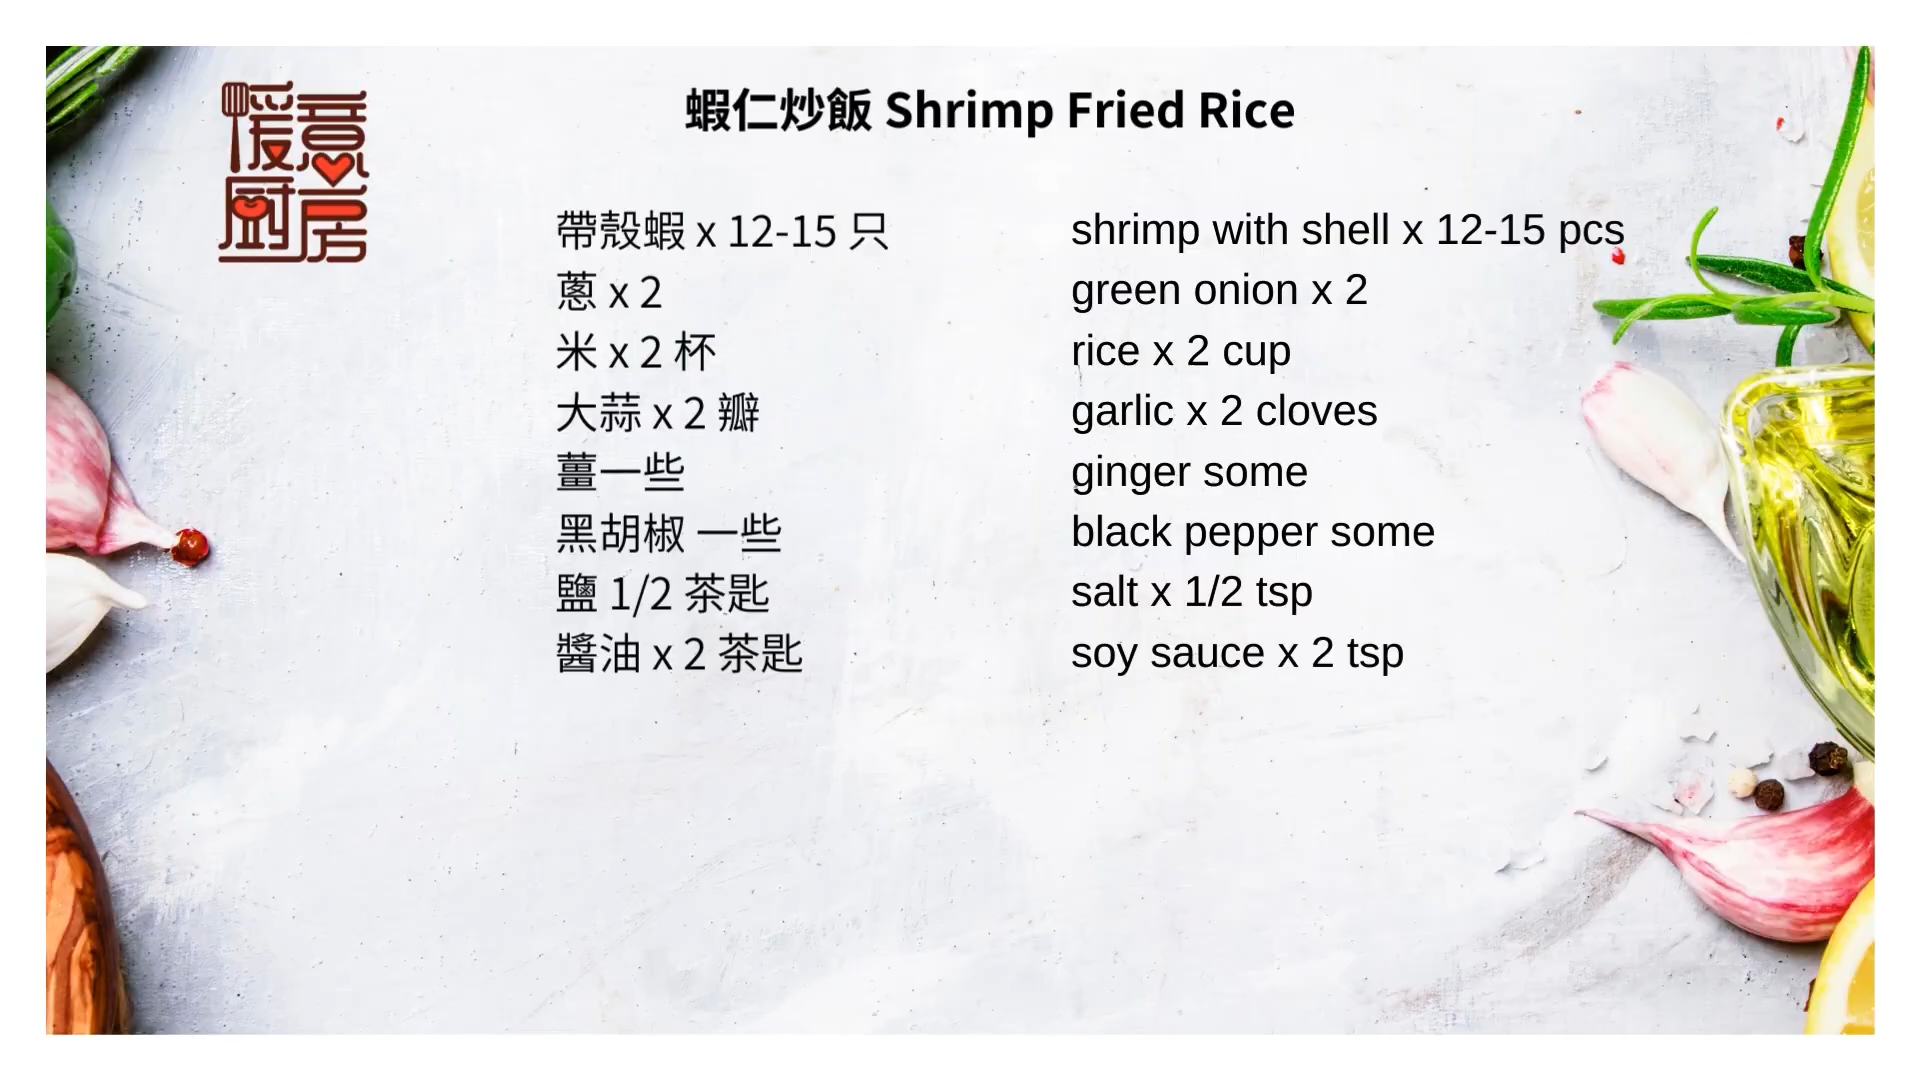 暖意
厨房
蝦仁炒飯 Shrimp Fried Rice
帶殼蝦 x 12-15 只
蔥 x 2
米 x 2 杯
大蒜 x 2 瓣
薑一些
黑胡椒 一些
鹽 1/2 茶匙
醬油 x 2 茶匙
shrimp with shell x 12-15 pcs
green onion x 2
rice x 2 cup
garlic x 2 cloves
ginger some
black pepper some
salt x 1/2 tsp
soy sauce x 2 tsp